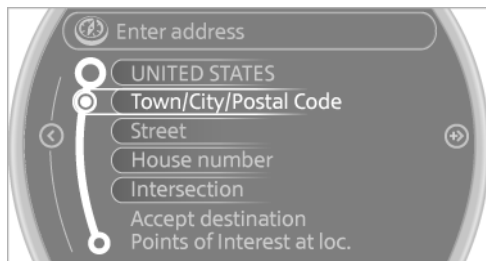 Enter address
UNITED STATES
Town/City/Postal Code
Street
House number
Intersection
Accept destination
Points of Interest at loc.